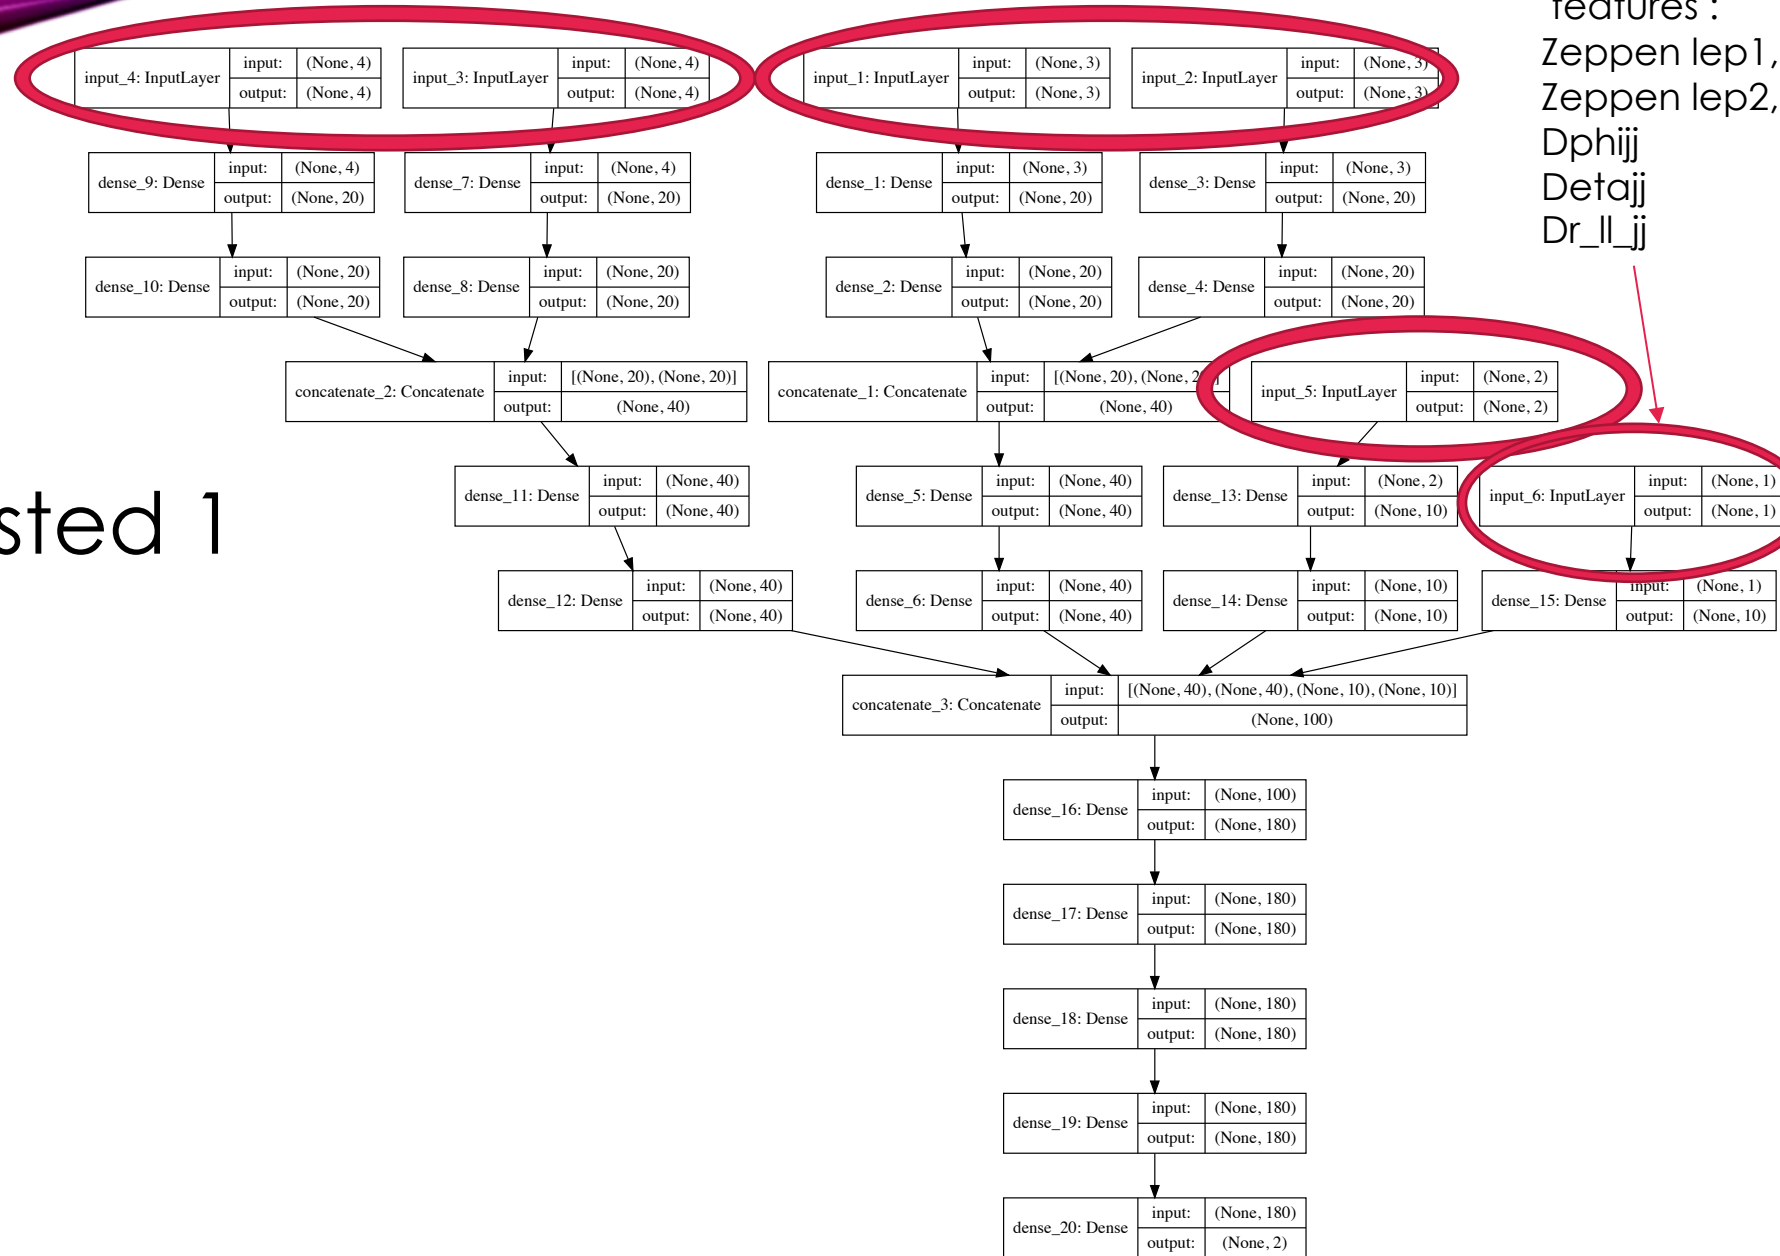 features :
Zeppen lep1,
Zeppen lep2,
Dphijj
Detajj
Dr_ll_jj
sted 1
input_4: InputLayer input: (None, 4) output: (None, 4)
input_3: InputLayer input: (None, 4) output: (None, 4)
input_1: InputLayer input: (None, 3) output: (None, 3)
input_2: InputLayer input: (None, 3) output: (None, 3)
dense_9: Dense input: (None, 4) output: (None, 20)
dense_7: Dense input: (None, 4) output: (None, 20)
dense_1: Dense input: (None, 3) output: (None, 20)
dense_3: Dense input: (None, 3) output: (None, 20)
dense_10: Dense input: (None, 20) output: (None, 20)
dense_8: Dense input: (None, 20) output: (None, 20)
dense_2: Dense input: (None, 20) output: (None, 20)
dense_4: Dense input: (None, 20) output: (None, 20)
concatenate_2: Concatenate input: [(None, 20), (None, 20)] output: (None, 40)
concatenate_1: Concatenate input: [(None, 20), (None, 20)] output: (None, 40)
input_5: InputLayer input: (None, 2) output: (None, 2)
dense_11: Dense input: (None, 40) output: (None, 40)
dense_5: Dense input: (None, 40) output: (None, 40)
dense_13: Dense input: (None, 2) output: (None, 10)
input_6: InputLayer input: (None, 1) output: (None, 1)
dense_12: Dense input: (None, 40) output: (None, 40)
dense_6: Dense input: (None, 40) output: (None, 40)
dense_14: Dense input: (None, 10) output: (None, 10)
dense_15: Dense input: (None, 1) output: (None, 10)
concatenate_3: Concatenate input: [(None, 40), (None, 40), (None, 10), (None, 10)] output: (None, 100)
dense_16: Dense input: (None, 100) output: (None, 180)
dense_17: Dense input: (None, 180) output: (None, 180)
dense_18: Dense input: (None, 180) output: (None, 180)
dense_19: Dense input: (None, 180) output: (None, 180)
dense_20: Dense input: (None, 180) output: (None, 2)